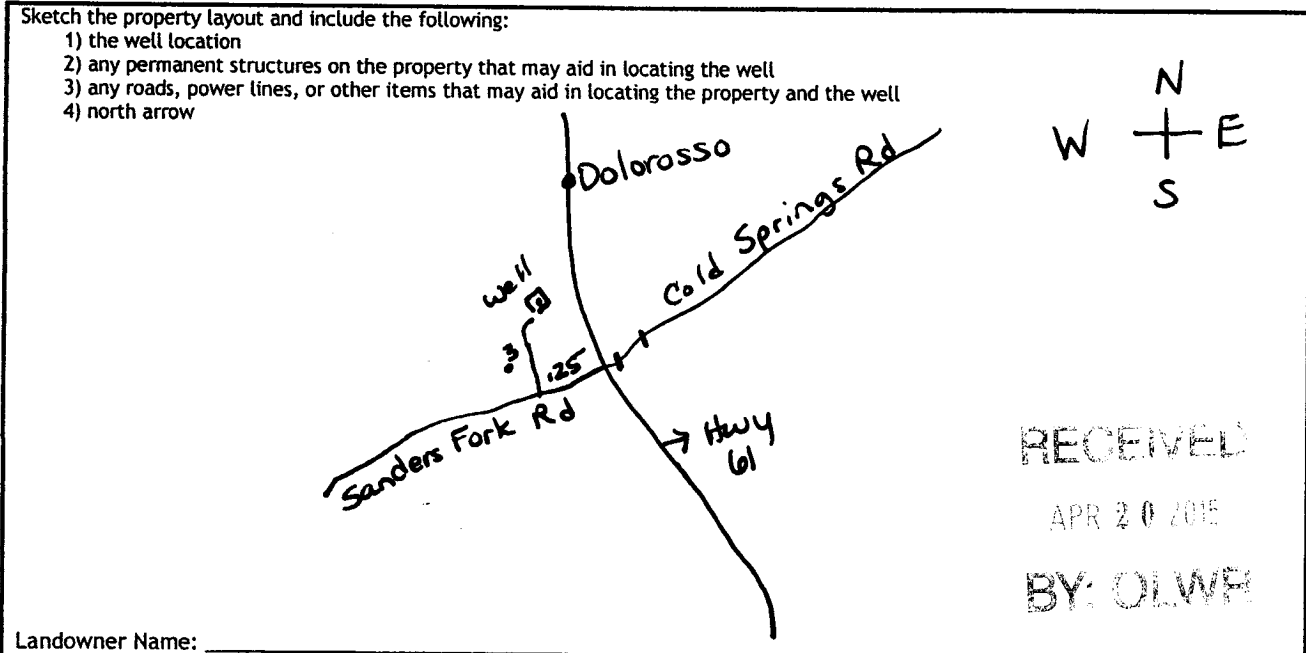 Sketch the property layout and include the following:
1) the well location
2) any permanent structures on the property that may aid in locating the well
3) any roads, power lines, or other items that may aid in locating the property and the well
4) north arrow
N
W E
S
Dolorosso
Cold Springs Rd
well
.3
.25
Sanders Fork Rd
Hwy
61
RECEIVED
APR 20 2015
BY: OLWR
Landowner Name: